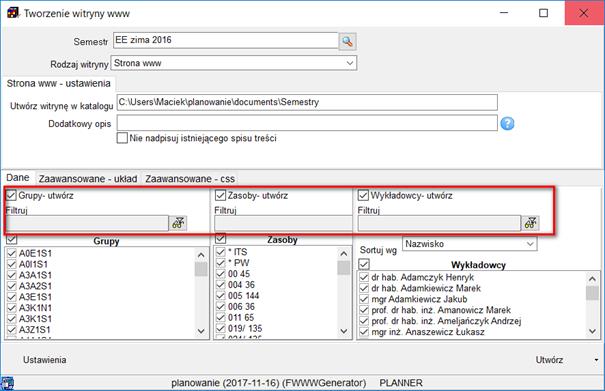 Tworzenie witryny www
Semestr EE zima 2016
Rodzaj witryny Strona www
Strona www - ustawienia
Utwórz witrynę w katalogu C:\Users\Maciek\planowanie\documents\Semestry
Dodatkowy opis
Nie nadpisuj istniejącego spisu treści
Dane Zaawansowane - układ Zaawansowane - css
Grupy- utwórz Zasoby- utwórz Wykładowcy- utwórz
Filtruj Filtruj Filtruj
Grupy
A0E1S1
A0I1S1
A3A1S1
A3A2S1
A3E1S1
A3K1N1
A3K1S1
A3Z1S1
Zasoby
* ITS
* PW
00 45
004 36
005 144
006 36
011 65
019/ 135
Sortuj wg Nazwisko
Wykładowcy
dr hab. Adamczyk Henryk
dr hab. Adamkiewicz Marek
mgr Adamkiewicz Jakub
prof. dr hab. inż. Amanowicz Marek
prof. dr hab. inż. Ameljańczyk Andrzej
mgr inż. Anaszewicz Łukasz
Ustawienia Utwórz
planowanie (2017-11-16) (FWWWGenerator) PLANNER